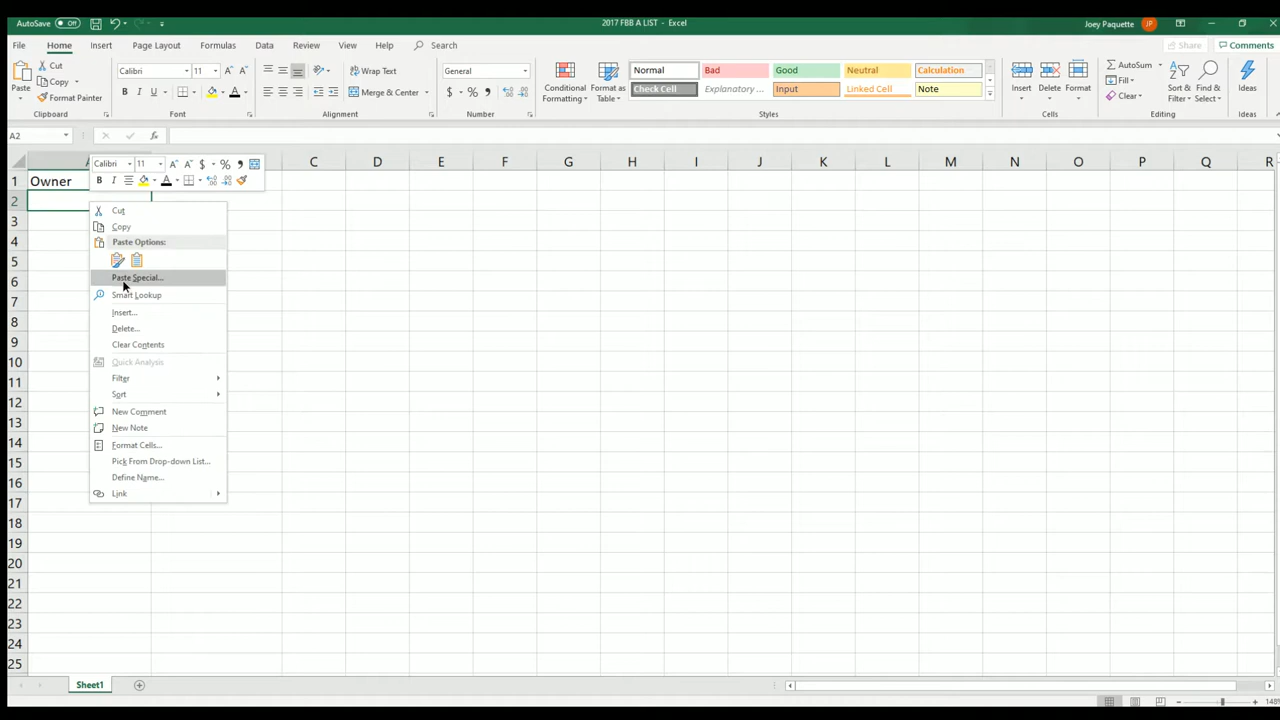 AutoSave Off 2017 FBB A LIST - Excel Joey Paquette JP
File Home Insert Page Layout Formulas Data Review View Help Search Share Comments
Paste Cut Copy Format Painter
Calibri 11 A A
B I U A
Wrap Text
Merge & Center
General
$ %
Conditional Formatting Format as Table
Normal Bad Good Neutral Calculation
Check Cell Explanatory ... Input Linked Cell Note
Insert Delete Format
AutoSum Fill Clear
Sort & Filter Find & Select
Ideas
Clipboard Font Alignment Number Styles Cells Editing Ideas
A2 fx
A C D E F G H I J K L M N O P Q R
Calibri 11 A A $ %
B I A
1 Owner
2
3
4
5
6
7
8
9
10
11
12
13
14
15
16
17
18
19
20
21
22
23
24
25
Cut
Copy
Paste Options:
Paste Special...
Smart Lookup
Insert...
Delete...
Clear Contents
Quick Analysis
Filter
Sort
New Comment
New Note
Format Cells...
Pick From Drop-down List...
Define Name...
Link
Sheet1
148%